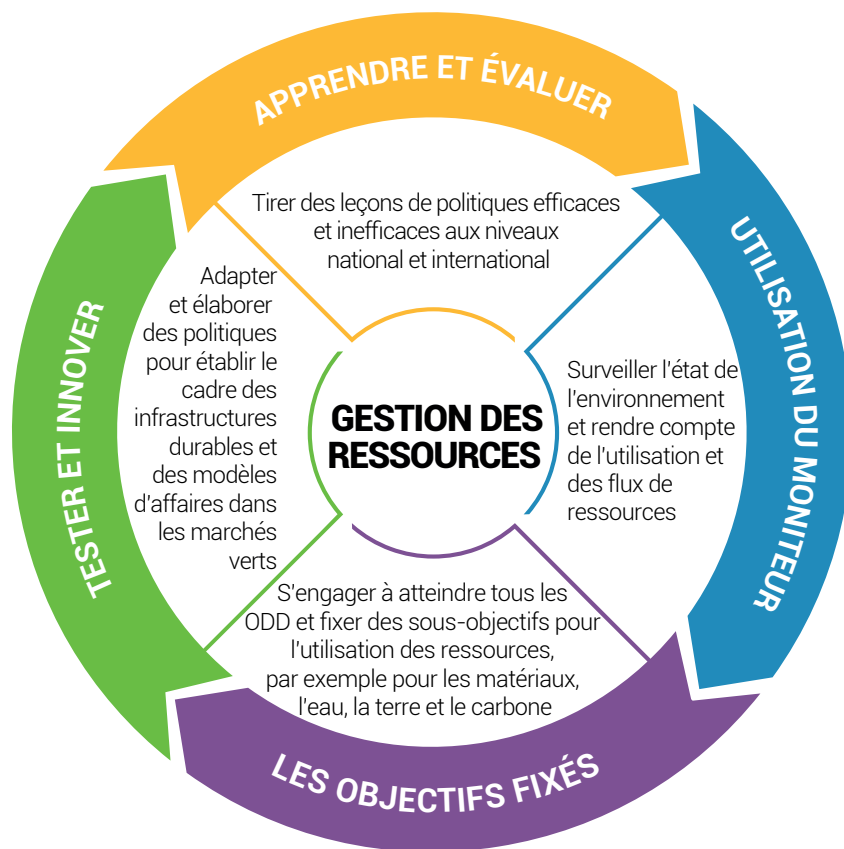 APPRENDRE ET ÉVALUER
Tirer des leçons de politiques efficaces
et inefficaces aux niveaux
national et international
UTILISATION DU MONITEUR
Surveiller l'état de
l'environnement
et rendre compte
de l'utilisation et
des flux de
ressources
LES OBJECTIFS FIXÉS
S'engager à atteindre tous les
ODD et fixer des sous-objectifs pour
l'utilisation des ressources,
par exemple pour les matériaux,
l'eau, la terre et le carbone
TESTER ET INNOVER
Adapter
et élaborer
des politiques
pour établir le
cadre des
infrastructures
durables et
des modèles
d'affaires dans
les marchés
verts
GESTION DES
RESSOURCES